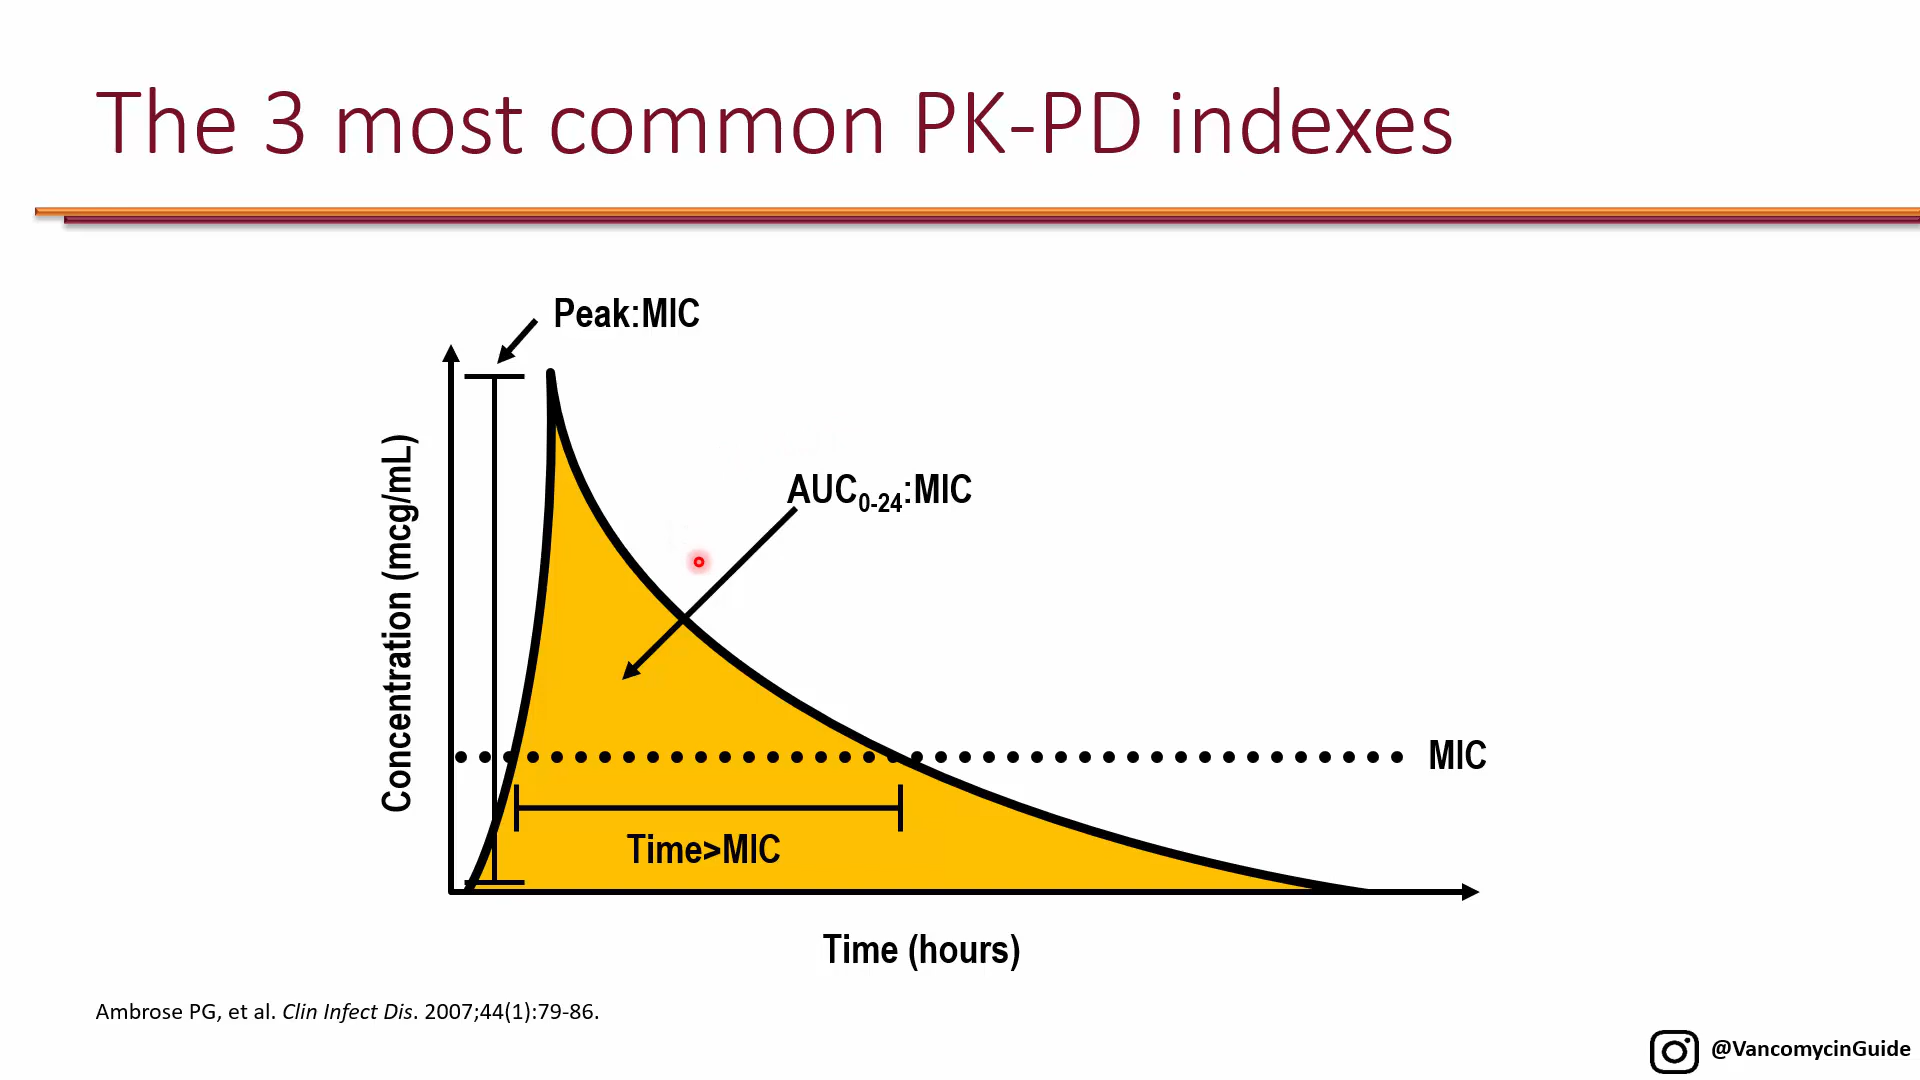 The 3 most common PK-PD indexes
Peak:MIC
Concentration (mcg/mL)
AUC0-24:MIC
MIC
Time>MIC
Time (hours)
Ambrose PG, et al. Clin Infect Dis. 2007;44(1):79-86.
@VancomycinGuide